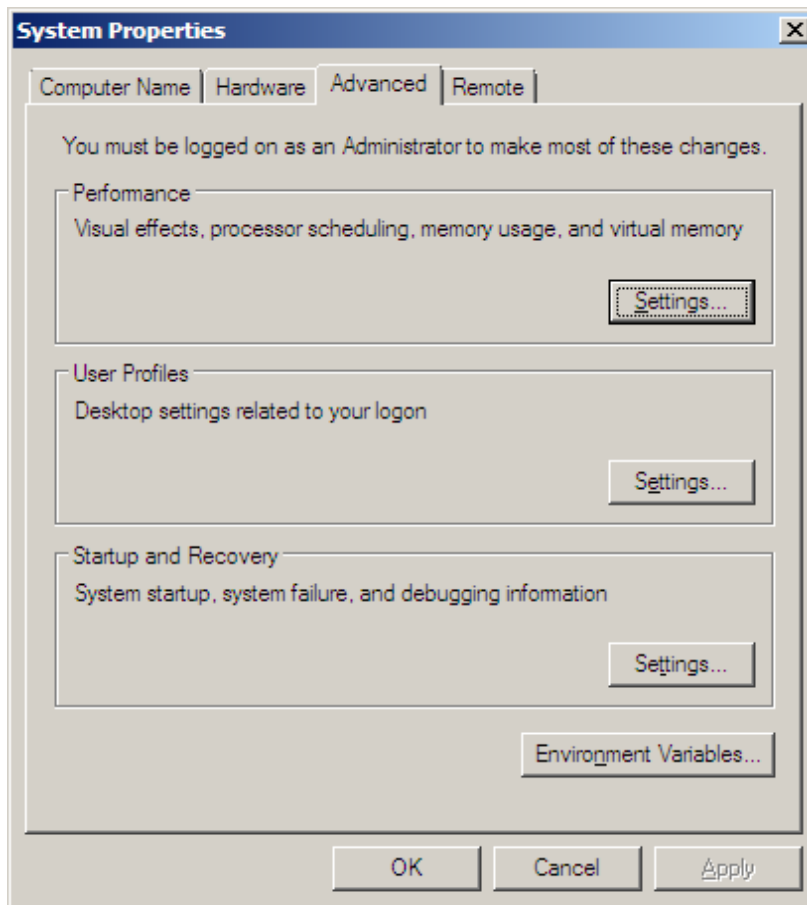 System Properties
Computer Name
Hardware
Advanced
Remote
You must be logged on as an Administrator to make most of these changes.
Performance
Visual effects, processor scheduling, memory usage, and virtual memory
Settings...
User Profiles
Desktop settings related to your logon
Settings...
Startup and Recovery
System startup, system failure, and debugging information
Settings...
Environment Variables...
OK
Cancel
Apply